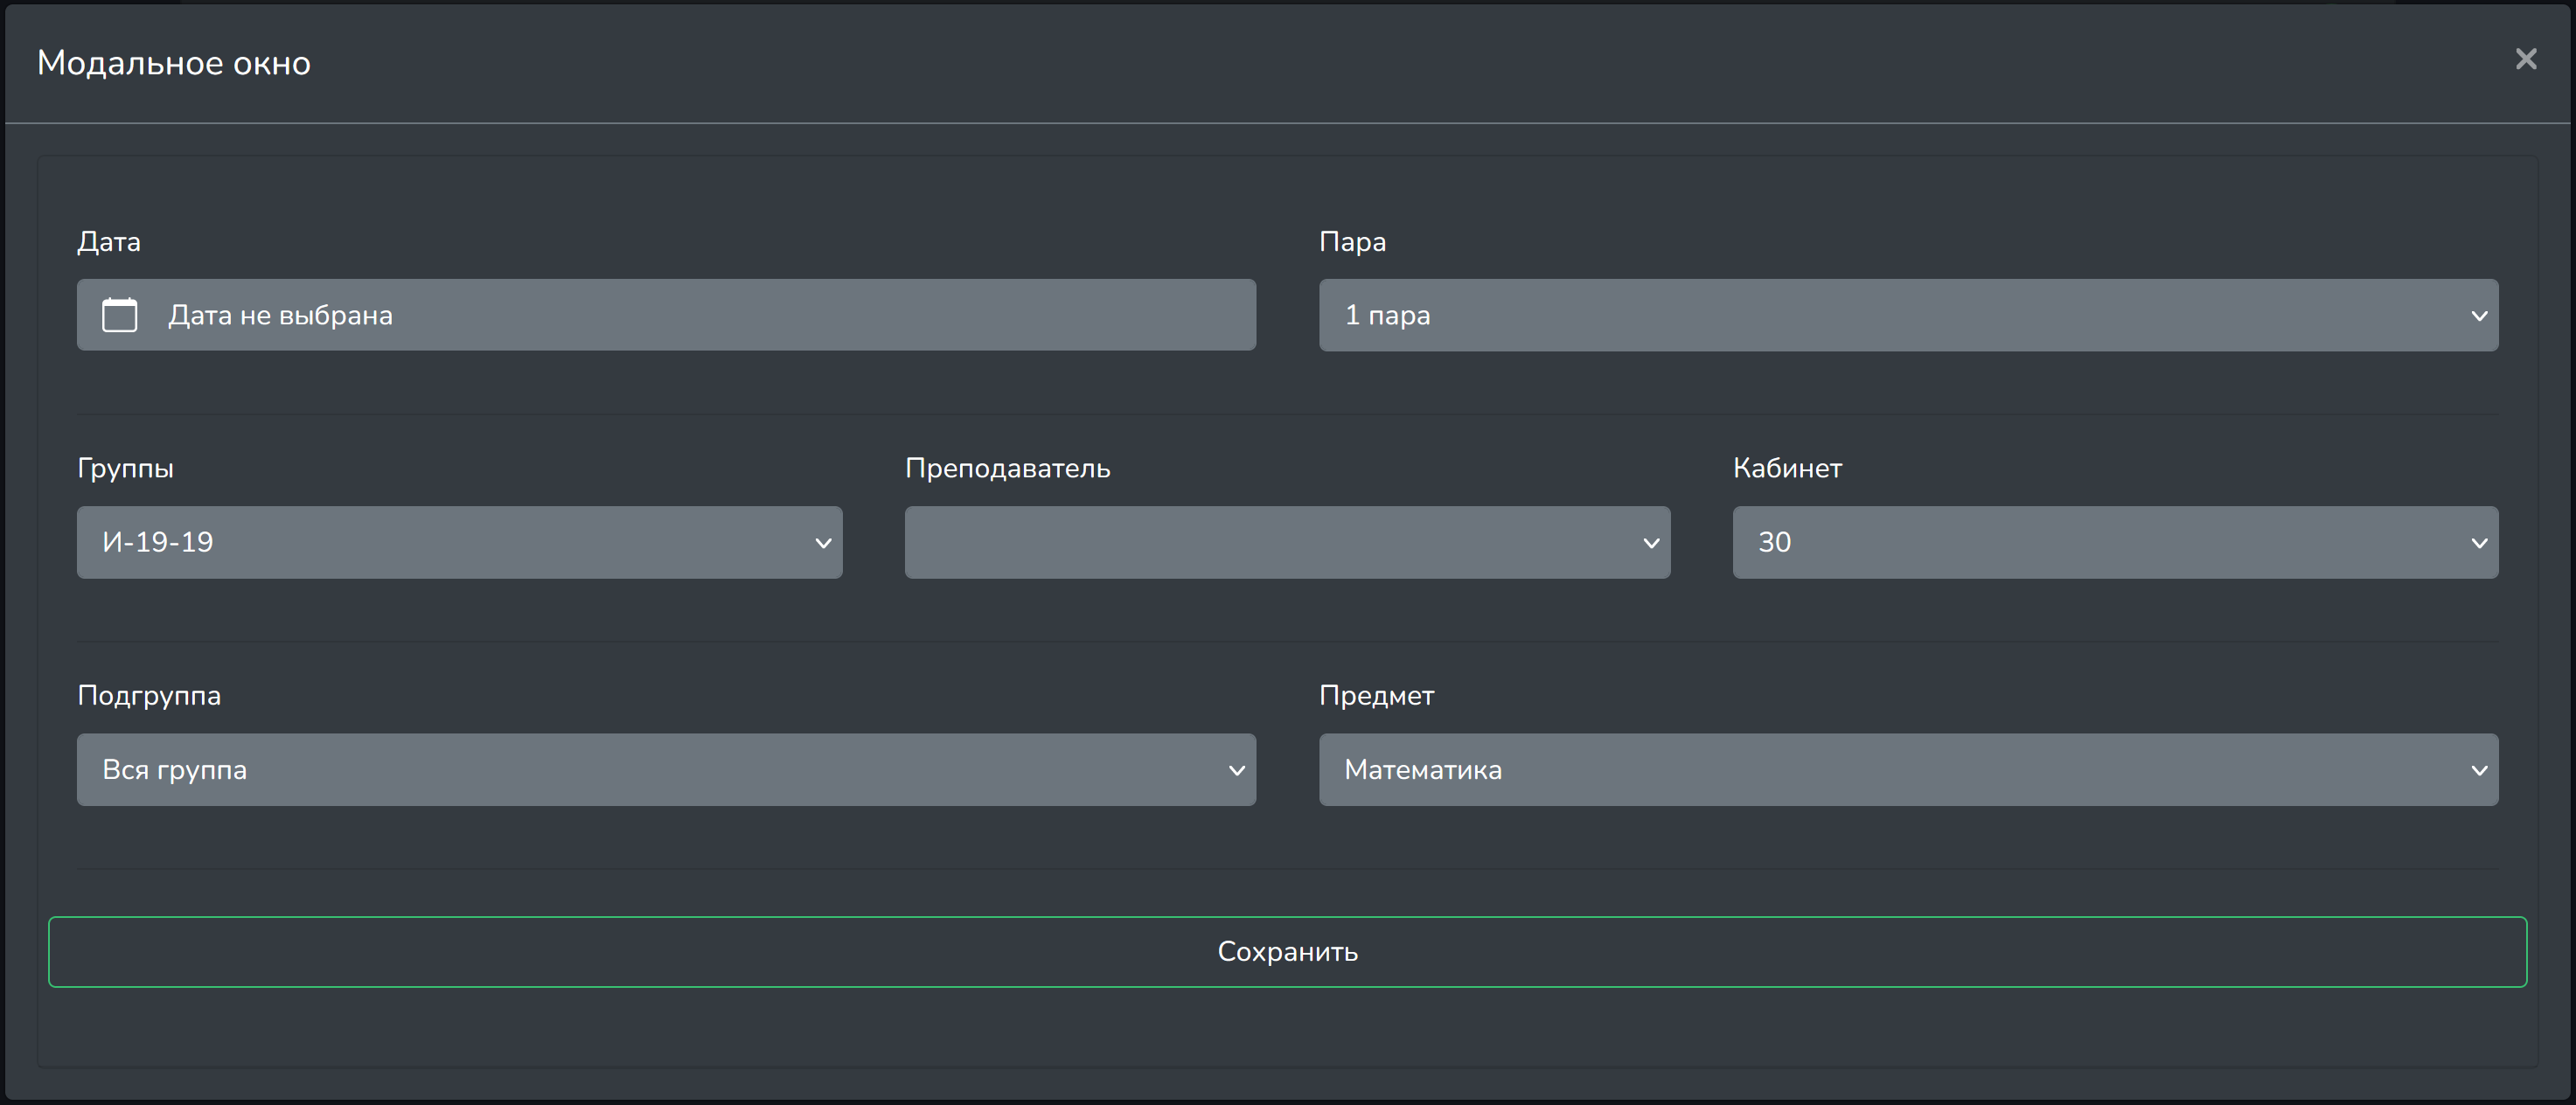 Модальное окно
Дата
Пара
Дата не выбрана
1 пара
Группы
Преподаватель
Кабинет
И-19-19
30
Подгруппа
Предмет
Вся группа
Математика
Сохранить